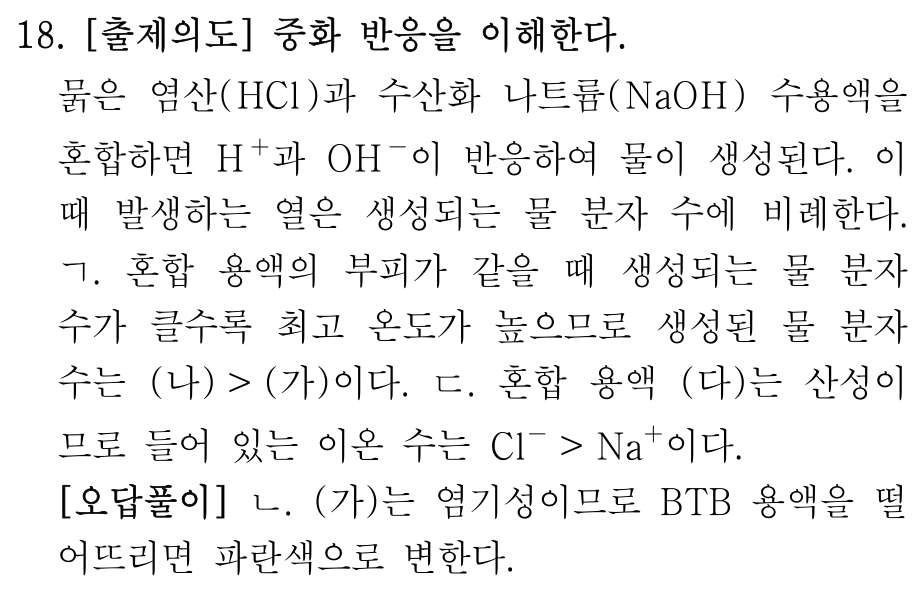 18. [출제의도] 중화 반응을 이해한다.
묽은 염산(HCl)과 수산화 나트륨(NaOH) 수용액을
혼합하면 H⁺과 OH⁻이 반응하여 물이 생성된다. 이
때 발생하는 열은 생성되는 물 분자 수에 비례한다.
ㄱ. 혼합 용액의 부피가 같을 때 생성되는 물 분자
수가 클수록 최고 온도가 높으므로 생성된 물 분자
수는 (나) > (가)이다. ㄷ. 혼합 용액 (다)는 산성이
므로 들어 있는 이온 수는 Cl⁻ > Na⁺이다.
[오답풀이] ㄴ. (가)는 염기성이므로 BTB 용액을 떨
어뜨리면 파란색으로 변한다.